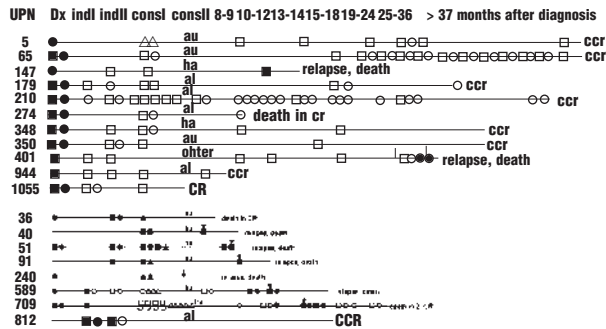 UPN Dx indI indII consI consII 8-9 10-12 13-14 15-18 19-24 25-36 > 37 months after diagnosis
5 au ccr
65 au ccr
147 ha relapse, death
179 al ccr
210 al ccr
274 al death in cr
348 ha ccr
350 au ccr
401 ohter relapse, death
944 al ccr
1055 CR
36 death in CR
40 relapse, death
51 relapse, death
91 relapse, death
240 death
589
709
812 al CCR